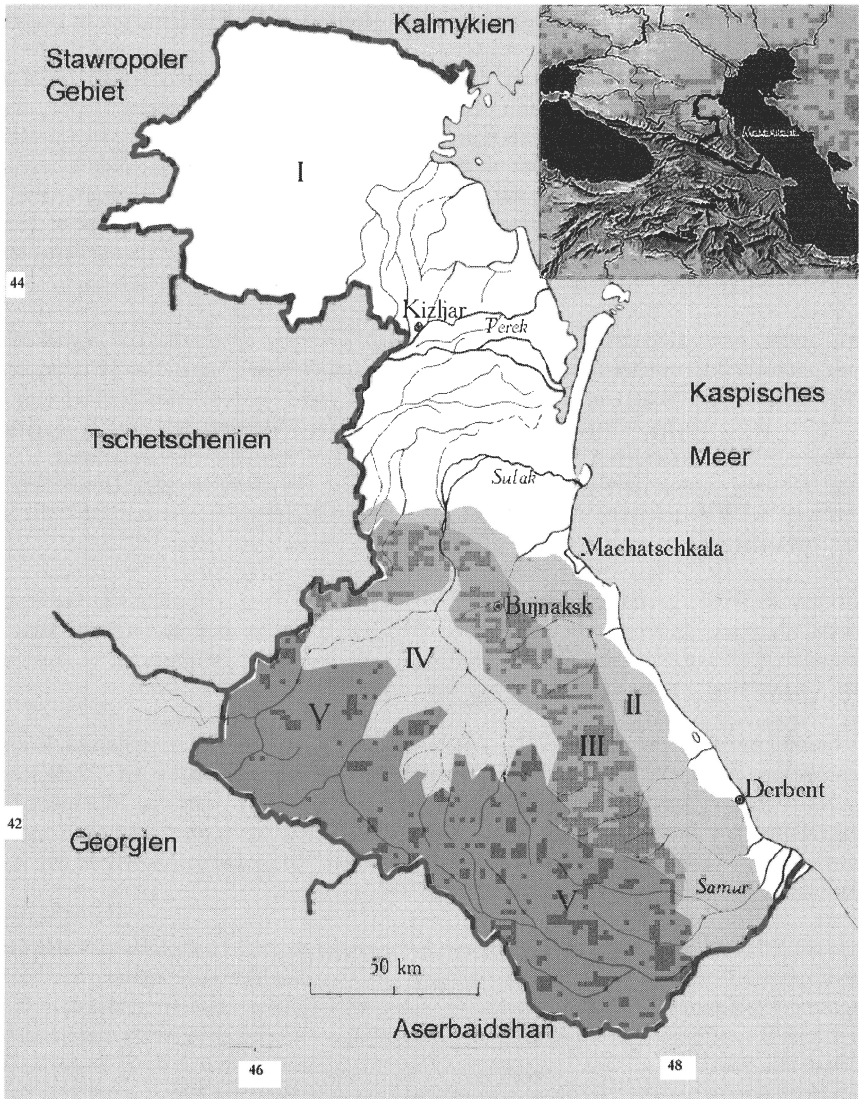 Kalmykien
Stawropoler
Gebiet
I
44
Kizljar
Perek
Kaspisches
Tschetschenien
Meer
Sulak
Machatschkala
Bujnaksk
IV
V
II
III
Derbent
42
Georgien
Samur
V
50 km
Aserbaidshan
46
48